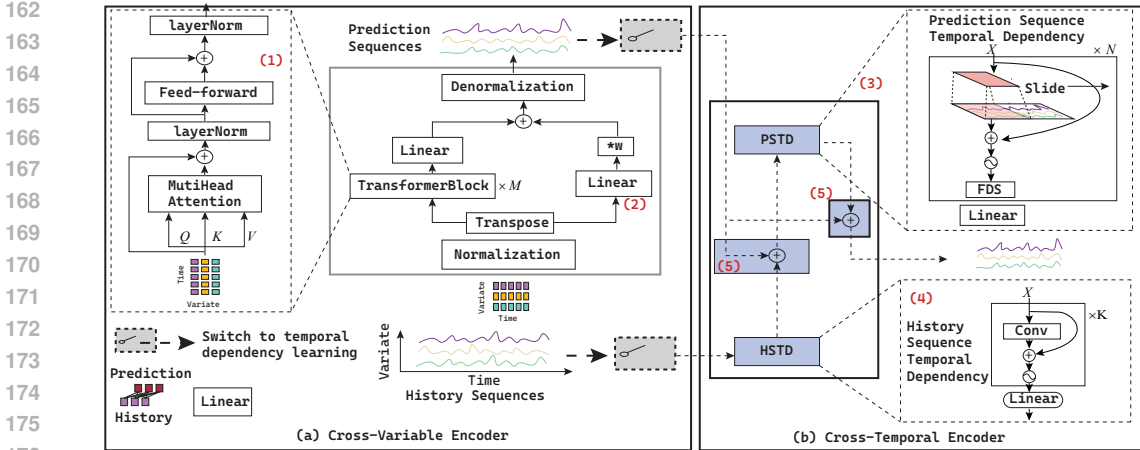 162
163
164
165
166
167
168
169
170
171
172
173
174
175
layerNorm
(1)
Feed-forward
layerNorm
MutiHead
Attention
Q K V
Time
Variate
Prediction
Sequences
Denormalization
Linear
*W
TransformerBlock ×M
Linear
(2)
Transpose
Normalization
Variate
Time
Switch to temporal
dependency learning
Prediction
History
Linear
Variate
Time
History Sequences
(a) Cross-Variable Encoder
PSTD
(3)
(5)
(5)
HSTD
Prediction Sequence
Temporal Dependency
X
×N
Slide
FDS
Linear
(4)
History
Sequence
Temporal
Dependency
X
×K
Conv
Linear
(b) Cross-Temporal Encoder